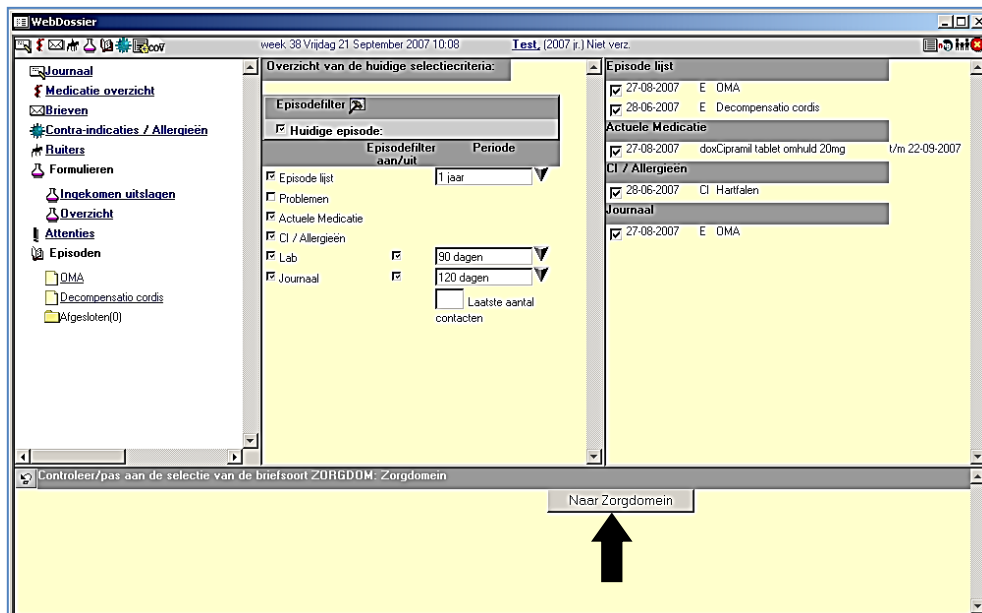 WebDossier
cov
week 38 Vrijdag 21 September 2007 10:08 Test, (2007 jr.) Niet verz.
Journaal
Medicatie overzicht
Brieven
Contra-indicaties / Allergieën
Ruiters
Formulieren
Ingekomen uitslagen
Overzicht
Attenties
Episoden
OMA
Decompensatio cordis
Afgesloten(0)
Overzicht van de huidige selectiecriteria:
Episodefilter
Huidige episode:
Episodefilter Periode
aan/uit
Episode lijst 1 jaar
Problemen
Actuele Medicatie
CI / Allergieën
Lab 90 dagen
Journaal 120 dagen
Laatste aantal
contacten
Episode lijst
27-08-2007 E OMA
28-06-2007 E Decompensatio cordis
Actuele Medicatie
27-08-2007 doxCipramil tablet omhuld 20mg t/m 22-09-2007
CI / Allergieën
28-06-2007 CI Hartfalen
Journaal
27-08-2007 E OMA
Controleer/pas aan de selectie van de briefsoort ZORGDOM: Zorgdomein
Naar Zorgdomein